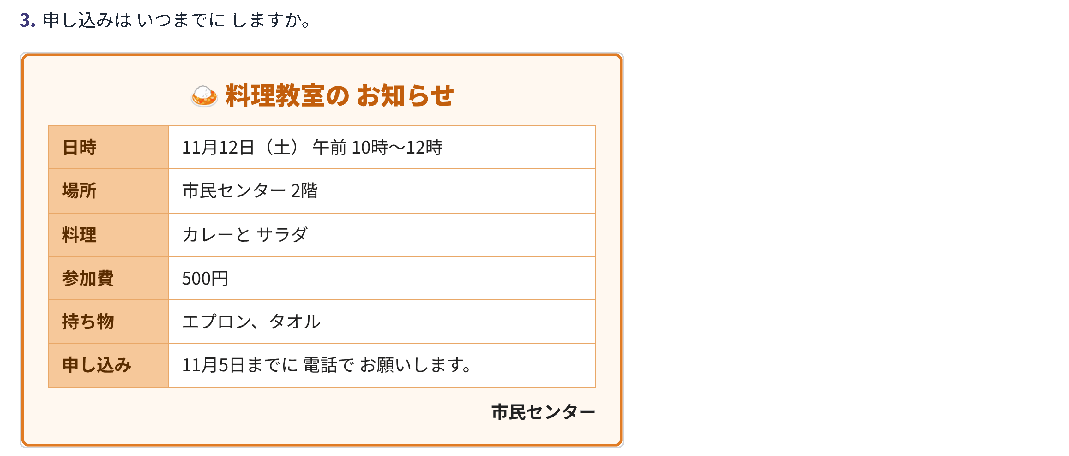 3. 申し込みは いつまでに しますか。
料理教室の お知らせ
日時 11月12日（土） 午前 10時〜12時
場所 市民センター 2階
料理 カレーと サラダ
参加費 500円
持ち物 エプロン、タオル
申し込み 11月5日までに 電話で お願いします。
市民センター